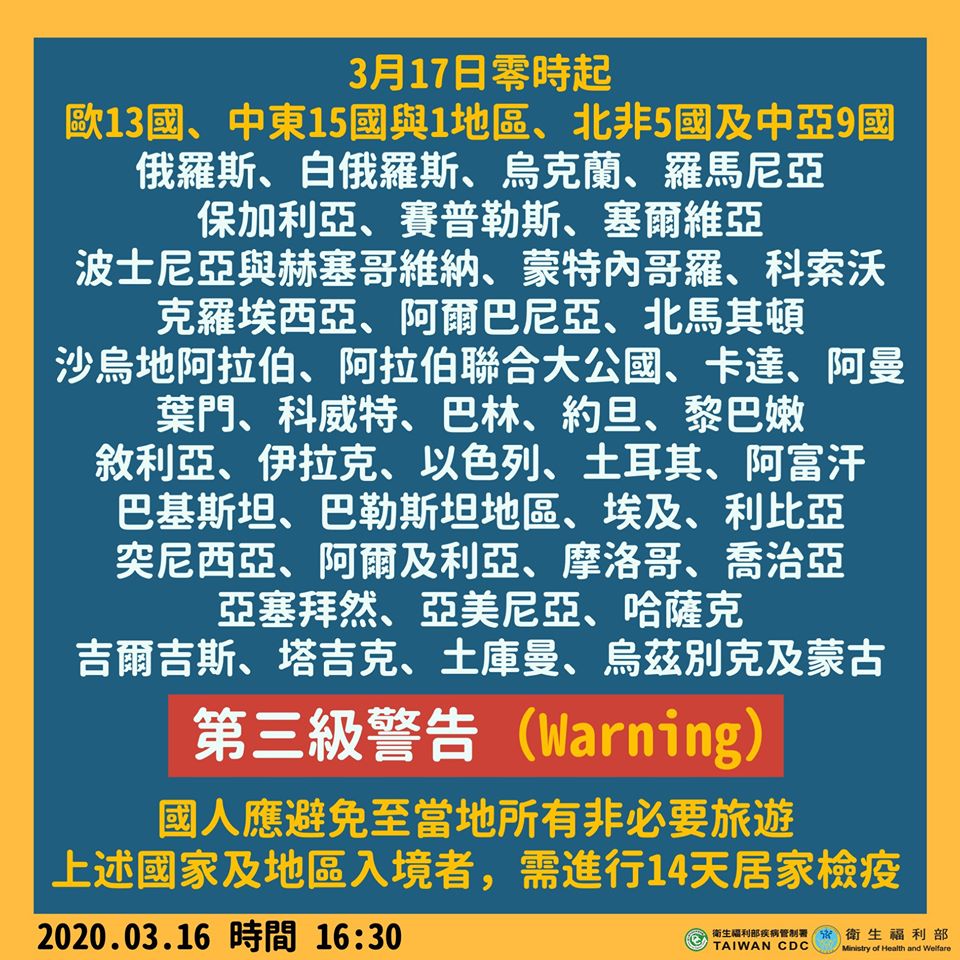 3月17日零時起
歐13國、中東15國與1地區、北非5國及中亞9國
俄羅斯、白俄羅斯、烏克蘭、羅馬尼亞
保加利亞、賽普勒斯、塞爾維亞
波士尼亞與赫塞哥維納、蒙特內哥羅、科索沃
克羅埃西亞、阿爾巴尼亞、北馬其頓
沙烏地阿拉伯、阿拉伯聯合大公國、卡達、阿曼
葉門、科威特、巴林、約旦、黎巴嫩
敘利亞、伊拉克、以色列、土耳其、阿富汗
巴基斯坦、巴勒斯坦地區、埃及、利比亞
突尼西亞、阿爾及利亞、摩洛哥、喬治亞
亞塞拜然、亞美尼亞、哈薩克
吉爾吉斯、塔吉克、土庫曼、烏茲別克及蒙古
第三級警告（Warning）
國人應避免至當地所有非必要旅遊
上述國家及地區入境者，需進行14天居家檢疫
2020.03.16 時間 16:30
衛生福利部疾病管制署
TAIWAN CDC
衛生福利部
Ministry of Health and Welfare